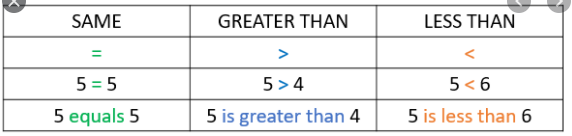 SAME GREATER THAN LESS THAN
= > <
5 = 5 5 > 4 5 < 6
5 equals 5 5 is greater than 4 5 is less than 6